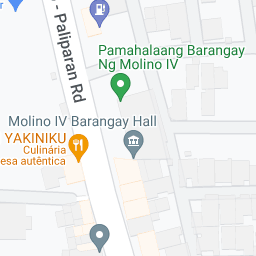 - Paliparan Rd
Pamahalaang Barangay
Ng Molino IV
Molino IV Barangay Hall
YAKINIKU
Culinária
esa autêntica